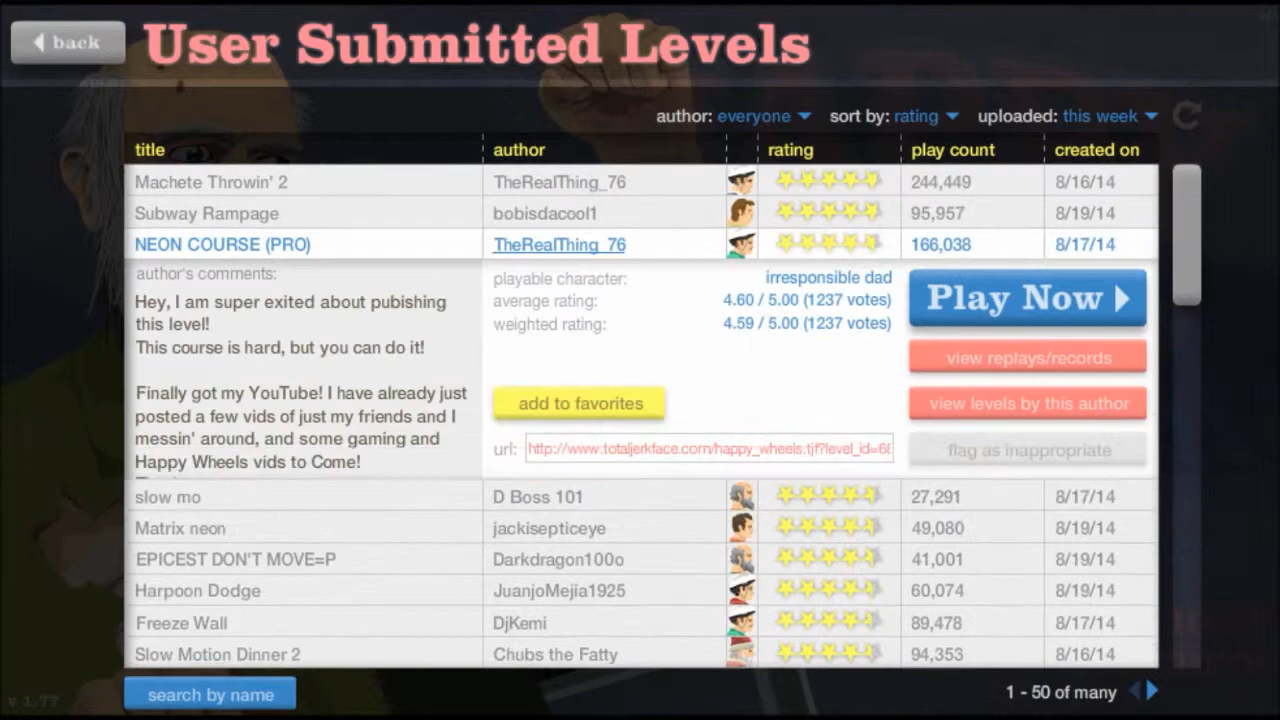 back
User Submitted Levels
author: everyone sort by: rating uploaded: this week
title author rating play count created on
Machete Throwin' 2 TheRealThing_76 244,449 8/16/14
Subway Rampage bobisdacool1 95,957 8/19/14
NEON COURSE (PRO) TheRealThing_76 166,038 8/17/14
author's comments:
Hey, I am super exited about pubishing
this level!
This course is hard, but you can do it!
Finally got my YouTube! I have already just
posted a few vids of just my friends and I
messin' around, and some gaming and
Happy Wheels vids to Come!
playable character: irresponsible dad
average rating: 4.60 / 5.00 (1237 votes)
weighted rating: 4.59 / 5.00 (1237 votes)
add to favorites
url: http://www.totaljerkface.com/happy_wheels.tjf?level_id=68
Play Now
view replays/records
view levels by this author
flag as inappropriate
slow mo D Boss 101 27,291 8/17/14
Matrix neon jackisepticeye 49,080 8/19/14
EPICEST DON'T MOVE=P Darkdragon100o 41,001 8/19/14
Harpoon Dodge JuanjoMejia1925 60,074 8/19/14
Freeze Wall DjKemi 89,478 8/17/14
Slow Motion Dinner 2 Chubs the Fatty 94,353 8/16/14
v 1.77 search by name 1 - 50 of many